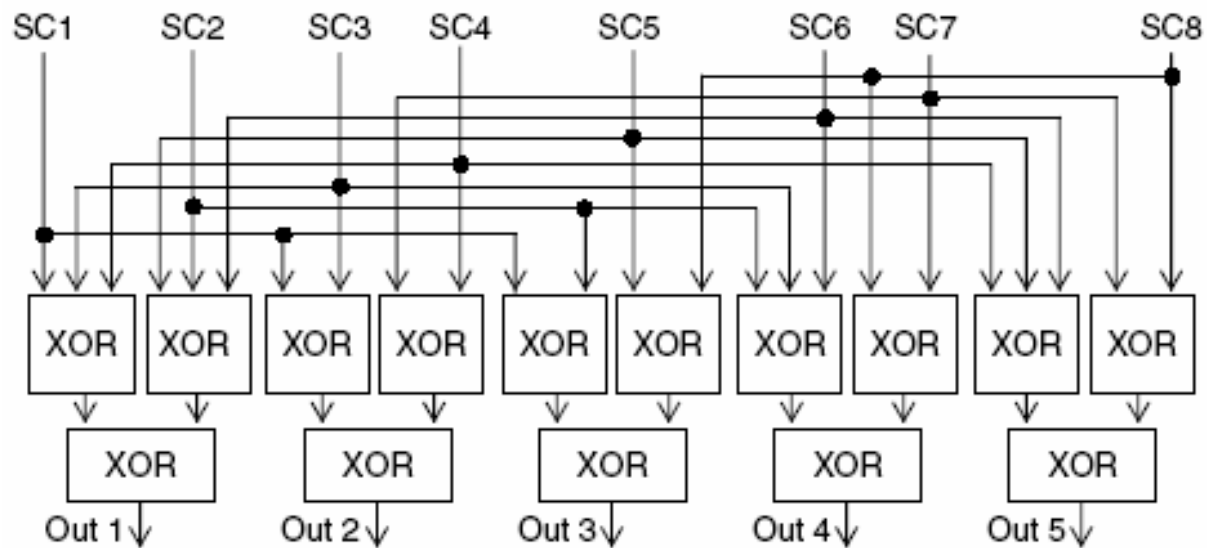 SC1 SC2 SC3 SC4 SC5 SC6 SC7 SC8
XOR XOR XOR XOR XOR XOR XOR XOR XOR XOR
XOR XOR XOR XOR XOR
Out 1 Out 2 Out 3 Out 4 Out 5